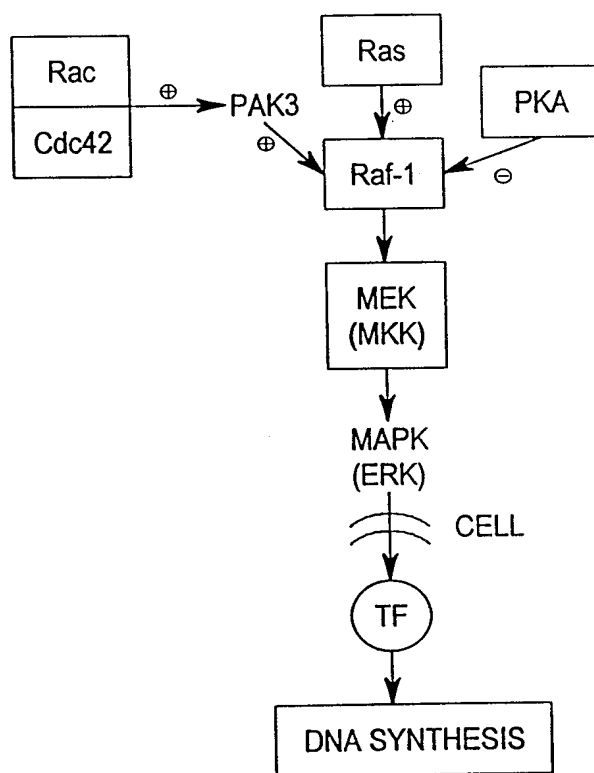 Rac
Cdc42
⊕
PAK3
⊕
Ras
⊕
PKA
⊖
Raf-1
MEK
(MKK)
MAPK
(ERK)
CELL
TF
DNA SYNTHESIS